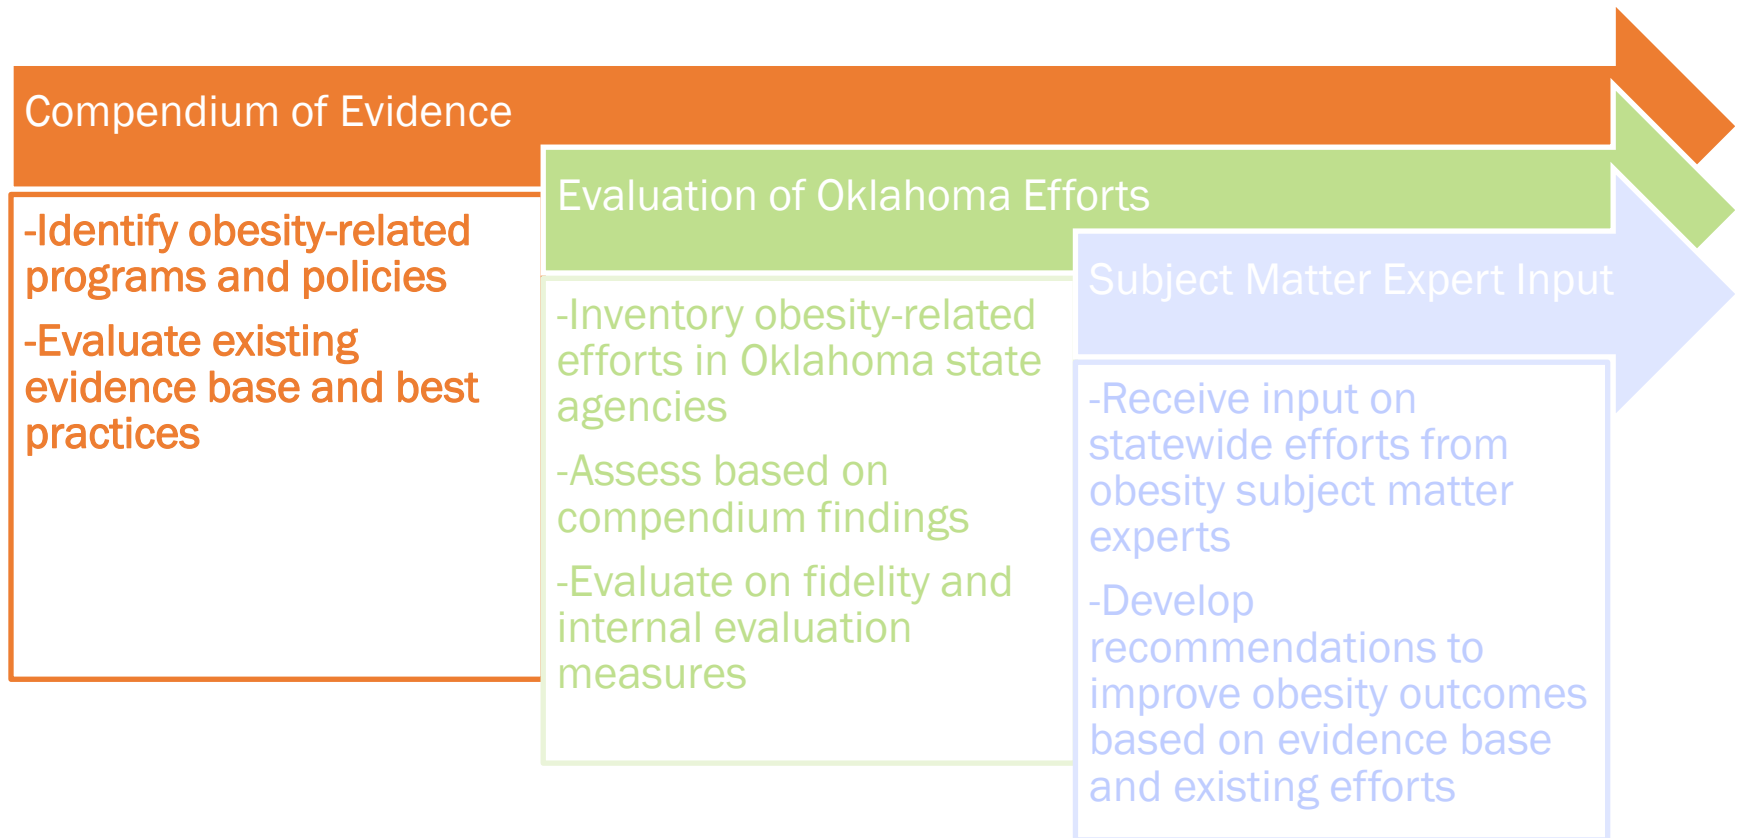 Compendium of Evidence
-Identify obesity-related
programs and policies
-Evaluate existing
evidence base and best
practices
Evaluation of Oklahoma Efforts
-Inventory obesity-related
efforts in Oklahoma state
agencies
-Assess based on
compendium findings
-Evaluate on fidelity and
internal evaluation
measures
Subject Matter Expert Input
-Receive input on
statewide efforts from
obesity subject matter
experts
-Develop
recommendations to
improve obesity outcomes
based on evidence base
and existing efforts